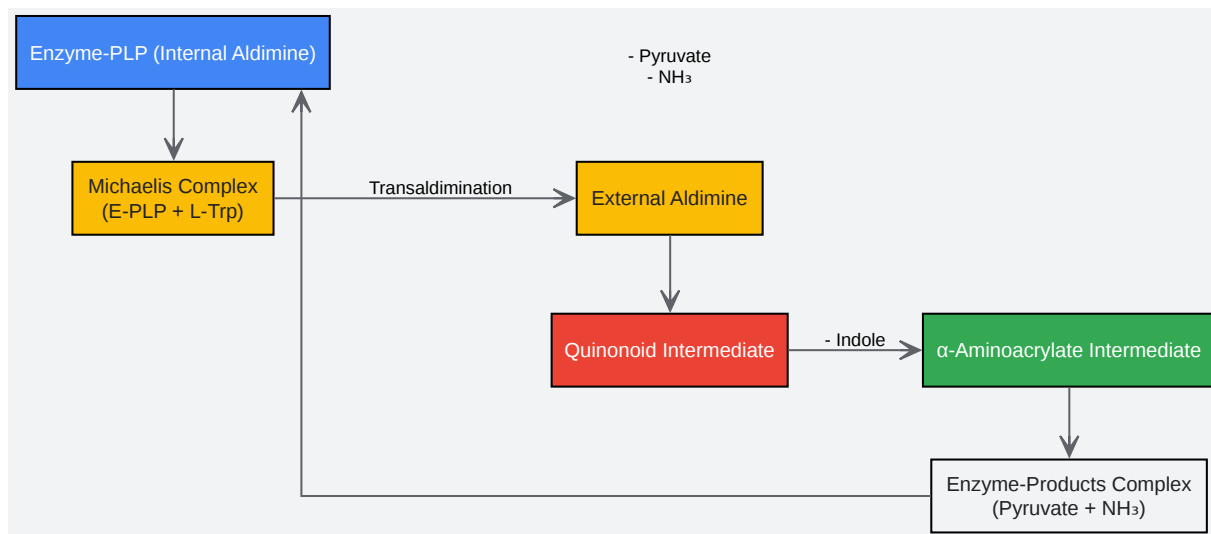 Enzyme-PLP (Internal Aldimine)
- Pyruvate
- NH₃
Michaelis Complex
(E-PLP + L-Trp)
Transaldimination
External Aldimine
Quinonoid Intermediate
- Indole
α-Aminoacrylate Intermediate
Enzyme-Products Complex
(Pyruvate + NH₃)